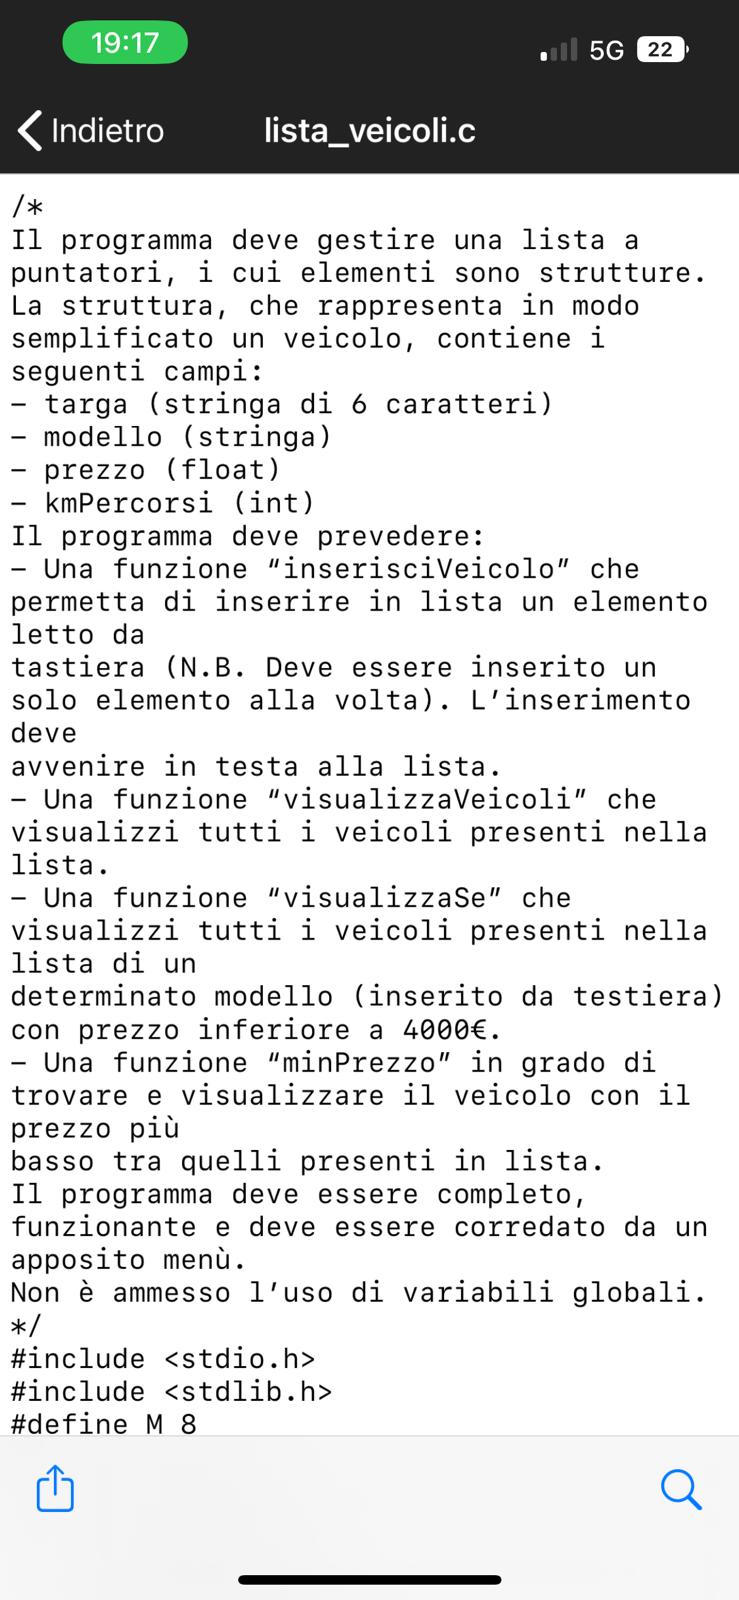 19:17
5G
22
Indietro
lista_veicoli.c
/*
Il programma deve gestire una lista a
puntatori, i cui elementi sono strutture.
La struttura, che rappresenta in modo
semplificato un veicolo, contiene i
seguenti campi:
– targa (stringa di 6 caratteri)
– modello (stringa)
– prezzo (float)
– kmPercorsi (int)
Il programma deve prevedere:
– Una funzione “inserisciVeicolo” che
permetta di inserire in lista un elemento
letto da
tastiera (N.B. Deve essere inserito un
solo elemento alla volta). L’inserimento
deve
avvenire in testa alla lista.
– Una funzione “visualizzaVeicoli” che
visualizzi tutti i veicoli presenti nella
lista.
– Una funzione “visualizzaSe” che
visualizzi tutti i veicoli presenti nella
lista di un
determinato modello (inserito da testiera)
con prezzo inferiore a 4000€.
– Una funzione “minPrezzo” in grado di
trovare e visualizzare il veicolo con il
prezzo più
basso tra quelli presenti in lista.
Il programma deve essere completo,
funzionante e deve essere corredato da un
apposito menù.
Non è ammesso l’uso di variabili globali.
*/
#include <stdio.h>
#include <stdlib.h>
#define M 8